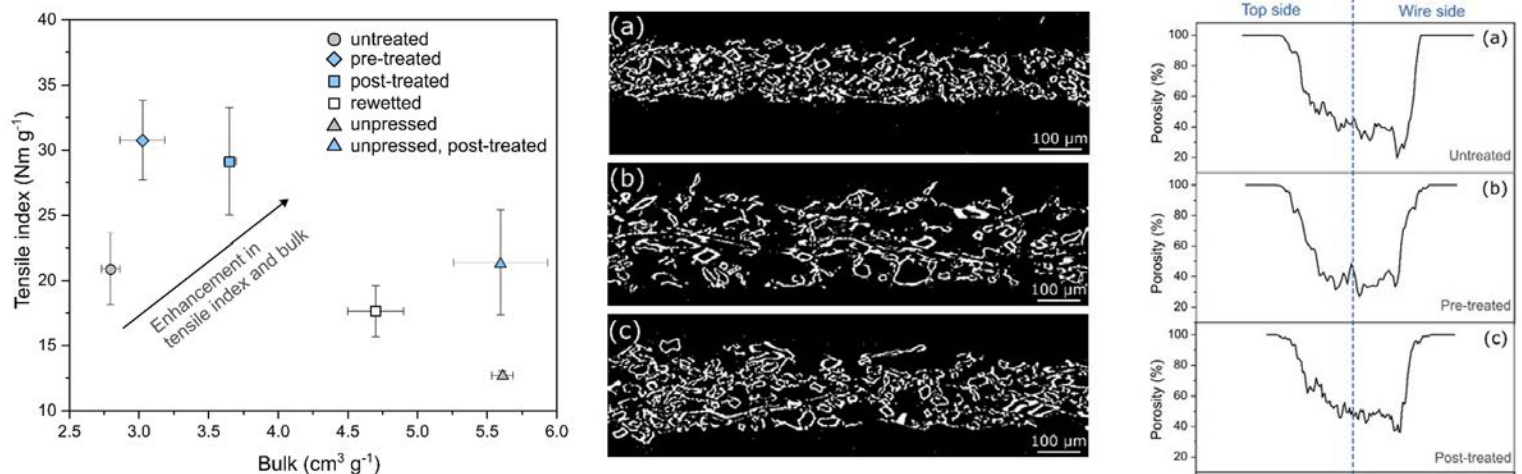 40
35
30
25
20
15
10
Tensile index (Nm g⁻¹)
untreated
pre-treated
post-treated
rewetted
unpressed
unpressed, post-treated
Enhancement in
tensile index and bulk
2.5 3.0 3.5 4.0 4.5 5.0 5.5 6.0
Bulk (cm³ g⁻¹)
(a)
100 µm
(b)
100 µm
(c)
100 µm
Top side Wire side
(a)
100
80
60
40
20
Porosity (%)
Untreated
(b)
100
80
60
40
20
Porosity (%)
Pre-treated
(c)
100
80
60
40
20
Porosity (%)
Post-treated